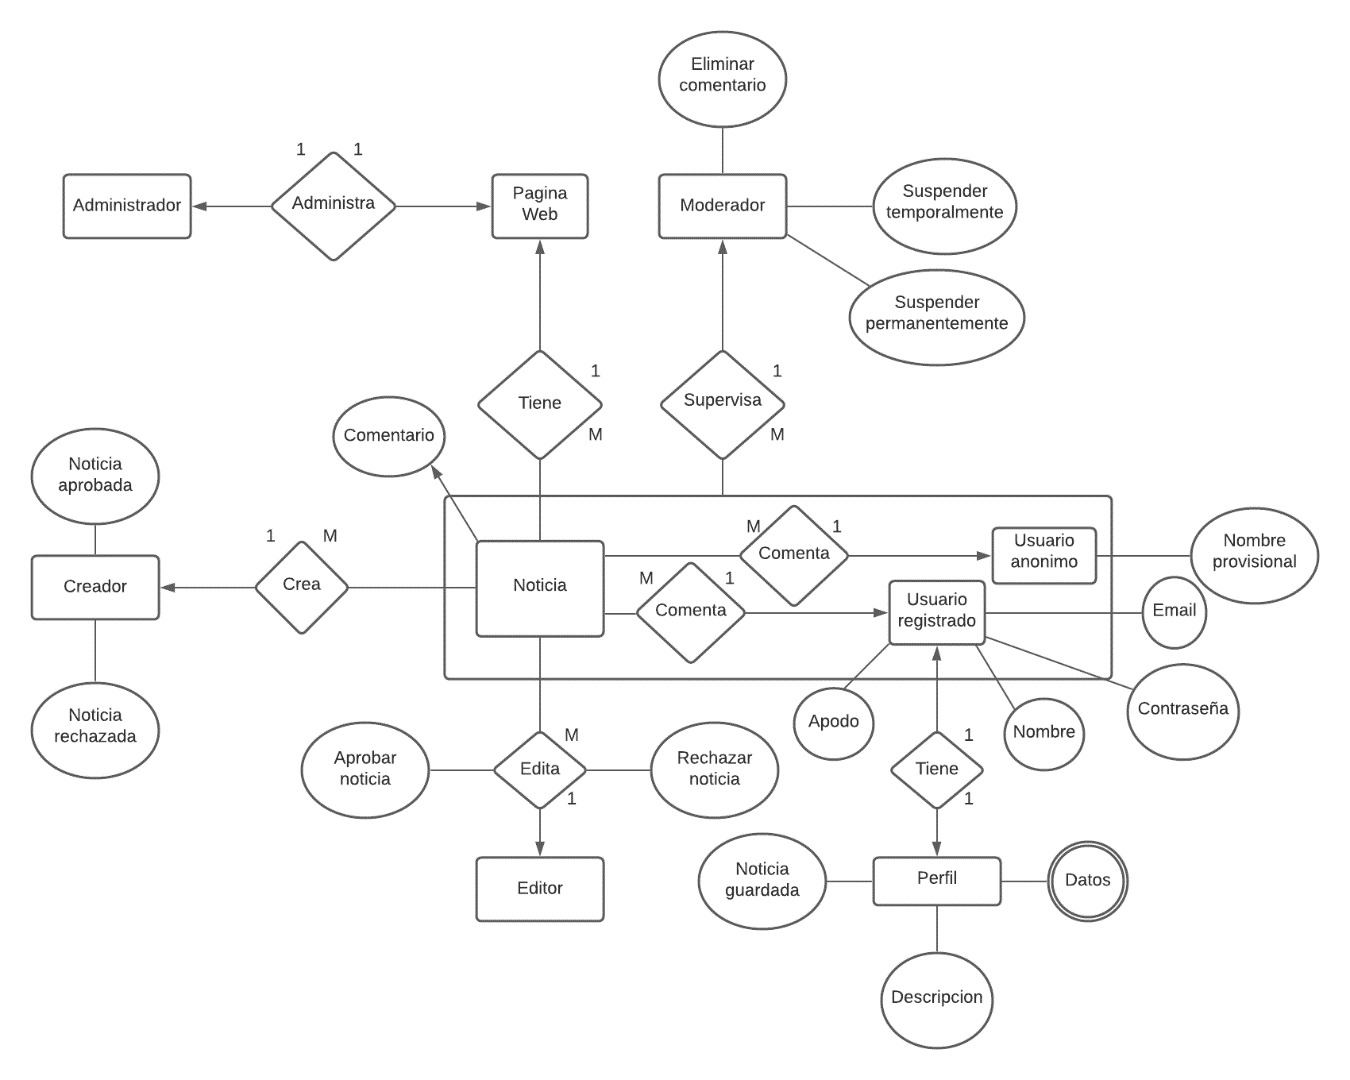 Eliminar
comentario
1
1
Administrador
Administra
Pagina
Web
Moderador
Suspender
temporalmente
Suspender
permanentemente
Tiene
1
M
Supervisa
1
M
Comentario
Noticia
aprobada
1
M
Creador
Crea
Noticia
M
1
Comenta
Usuario
anonimo
Nombre
provisional
M
1
Comenta
Usuario
registrado
Email
Noticia
rechazada
Apodo
Nombre
Contraseña
Aprobar
noticia
M
Edita
1
Rechazar
noticia
1
Tiene
1
Editor
Noticia
guardada
Perfil
Datos
Descripcion